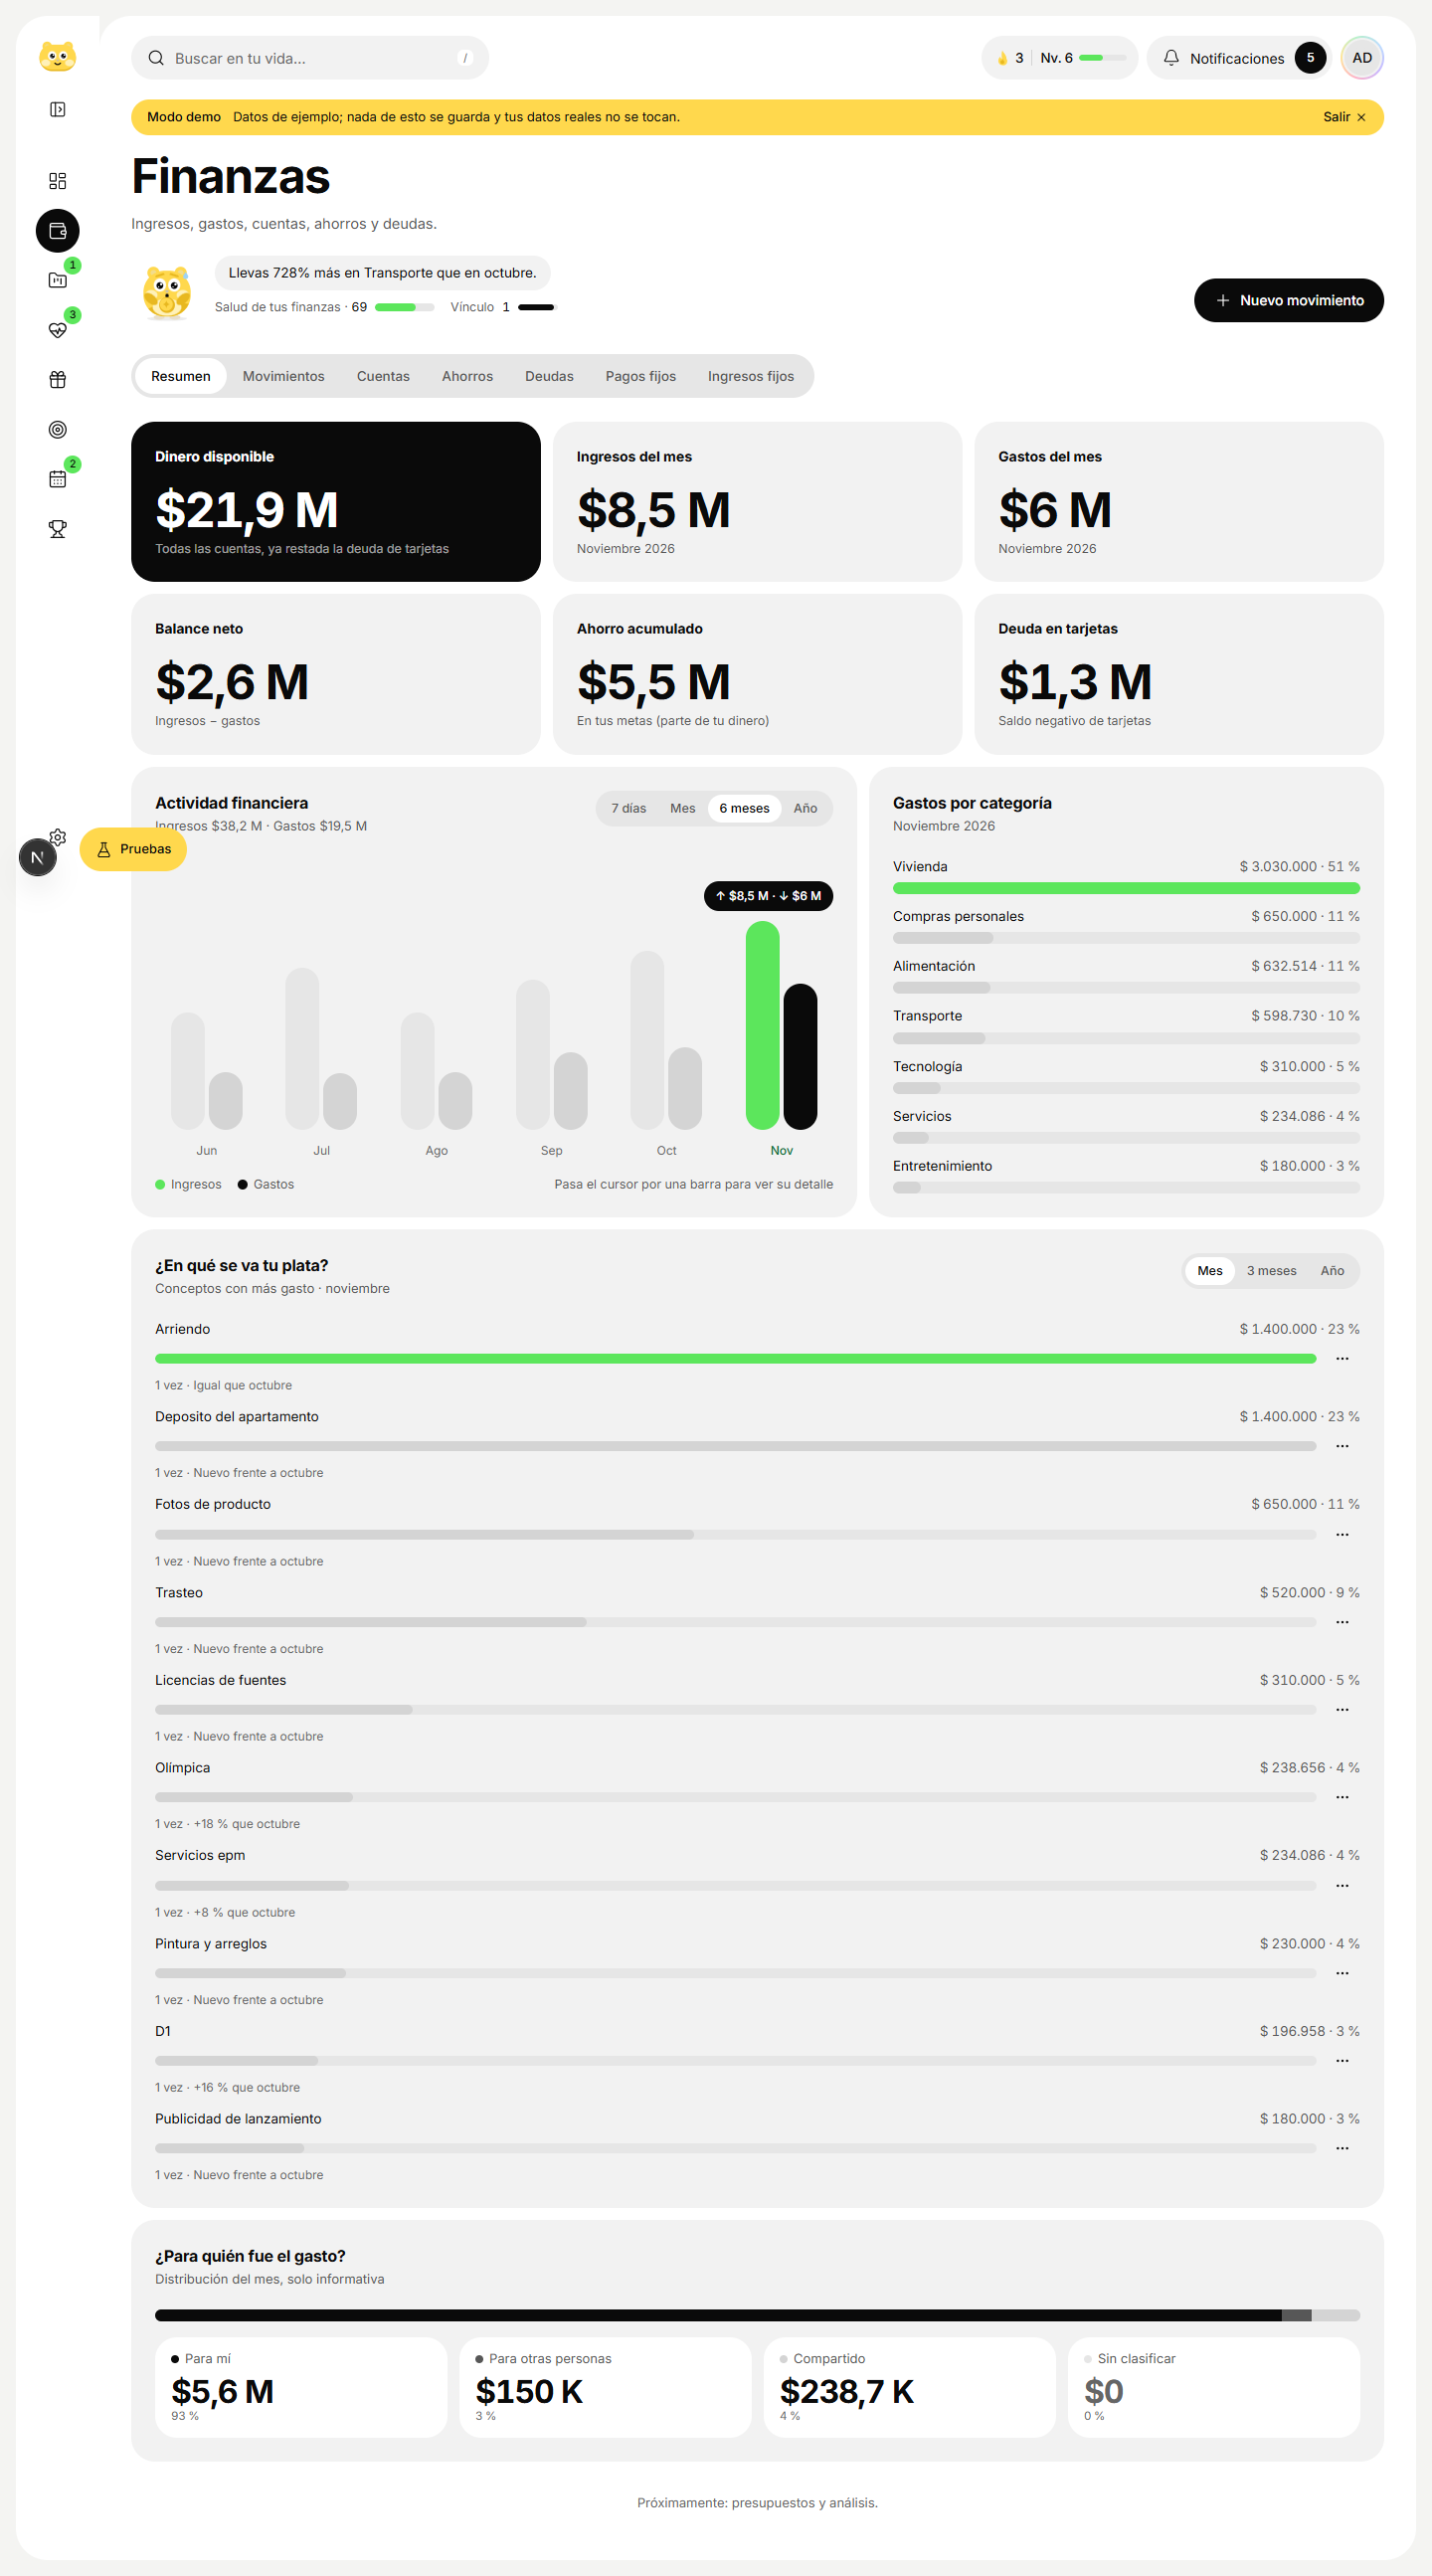 Buscar en tu vida...
/
3
Nv. 6
Notificaciones
5
AD
Modo demo Datos de ejemplo; nada de esto se guarda y tus datos reales no se tocan.
Salir ×
Finanzas
Ingresos, gastos, cuentas, ahorros y deudas.
1
3
2
Llevas 728% más en Transporte que en octubre.
Salud de tus finanzas · 69
Vínculo 1
+ Nuevo movimiento
Resumen
Movimientos
Cuentas
Ahorros
Deudas
Pagos fijos
Ingresos fijos
Dinero disponible
$21,9 M
Todas las cuentas, ya restada la deuda de tarjetas
Ingresos del mes
$8,5 M
Noviembre 2026
Gastos del mes
$6 M
Noviembre 2026
Balance neto
$2,6 M
Ingresos − gastos
Ahorro acumulado
$5,5 M
En tus metas (parte de tu dinero)
Deuda en tarjetas
$1,3 M
Saldo negativo de tarjetas
Actividad financiera
Ingresos $38,2 M · Gastos $19,5 M
7 días
Mes
6 meses
Año
N
Pruebas
↑ $8,5 M · ↓ $6 M
Jun
Jul
Ago
Sep
Oct
Nov
Ingresos
Gastos
Pasa el cursor por una barra para ver su detalle
Gastos por categoría
Noviembre 2026
Vivienda
$ 3.030.000 · 51 %
Compras personales
$ 650.000 · 11 %
Alimentación
$ 632.514 · 11 %
Transporte
$ 598.730 · 10 %
Tecnología
$ 310.000 · 5 %
Servicios
$ 234.086 · 4 %
Entretenimiento
$ 180.000 · 3 %
¿En qué se va tu plata?
Conceptos con más gasto · noviembre
Mes
3 meses
Año
Arriendo
$ 1.400.000 · 23 %
1 vez · Igual que octubre
Deposito del apartamento
$ 1.400.000 · 23 %
1 vez · Nuevo frente a octubre
Fotos de producto
$ 650.000 · 11 %
1 vez · Nuevo frente a octubre
Trasteo
$ 520.000 · 9 %
1 vez · Nuevo frente a octubre
Licencias de fuentes
$ 310.000 · 5 %
1 vez · Nuevo frente a octubre
Olímpica
$ 238.656 · 4 %
1 vez · +18 % que octubre
Servicios epm
$ 234.086 · 4 %
1 vez · +8 % que octubre
Pintura y arreglos
$ 230.000 · 4 %
1 vez · Nuevo frente a octubre
D1
$ 196.958 · 3 %
1 vez · +16 % que octubre
Publicidad de lanzamiento
$ 180.000 · 3 %
1 vez · Nuevo frente a octubre
¿Para quién fue el gasto?
Distribución del mes, solo informativa
Para mí
$5,6 M
93 %
Para otras personas
$150 K
3 %
Compartido
$238,7 K
4 %
Sin clasificar
$0
0 %
Próximamente: presupuestos y análisis.